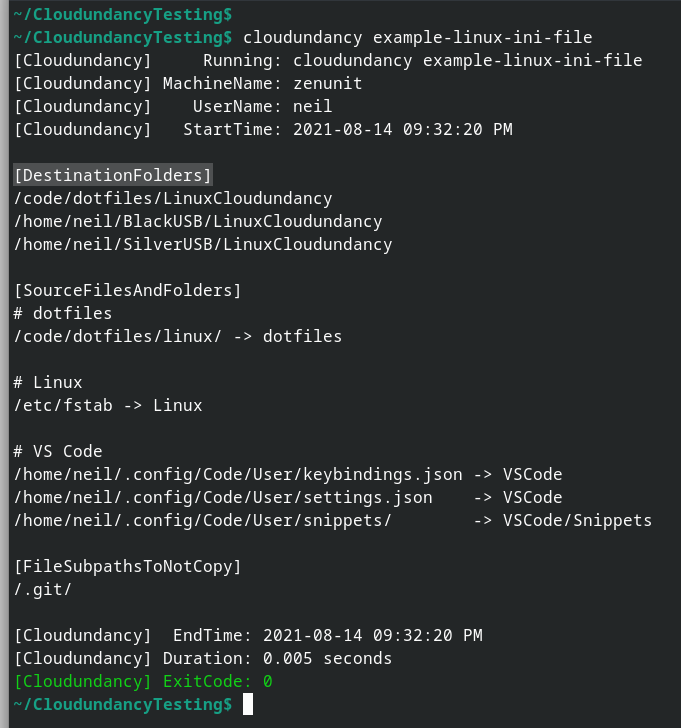 ~/CloudundancyTesting$
~/CloudundancyTesting$ cloudundancy example-linux-ini-file
[Cloudundancy]     Running: cloudundancy example-linux-ini-file
[Cloudundancy] MachineName: zenunit
[Cloudundancy]    UserName: neil
[Cloudundancy]   StartTime: 2021-08-14 09:32:20 PM

[DestinationFolders]
/code/dotfiles/LinuxCloudundancy
/home/neil/BlackUSB/LinuxCloudundancy
/home/neil/SilverUSB/LinuxCloudundancy

[SourceFilesAndFolders]
# dotfiles
/code/dotfiles/linux/ -> dotfiles

# Linux
/etc/fstab -> Linux

# VS Code
/home/neil/.config/Code/User/keybindings.json -> VSCode
/home/neil/.config/Code/User/settings.json    -> VSCode
/home/neil/.config/Code/User/snippets/        -> VSCode/Snippets

[FileSubpathsToNotCopy]
/.git/

[Cloudundancy]  EndTime: 2021-08-14 09:32:20 PM
[Cloudundancy] Duration: 0.005 seconds
[Cloudundancy] ExitCode: 0
~/CloudundancyTesting$